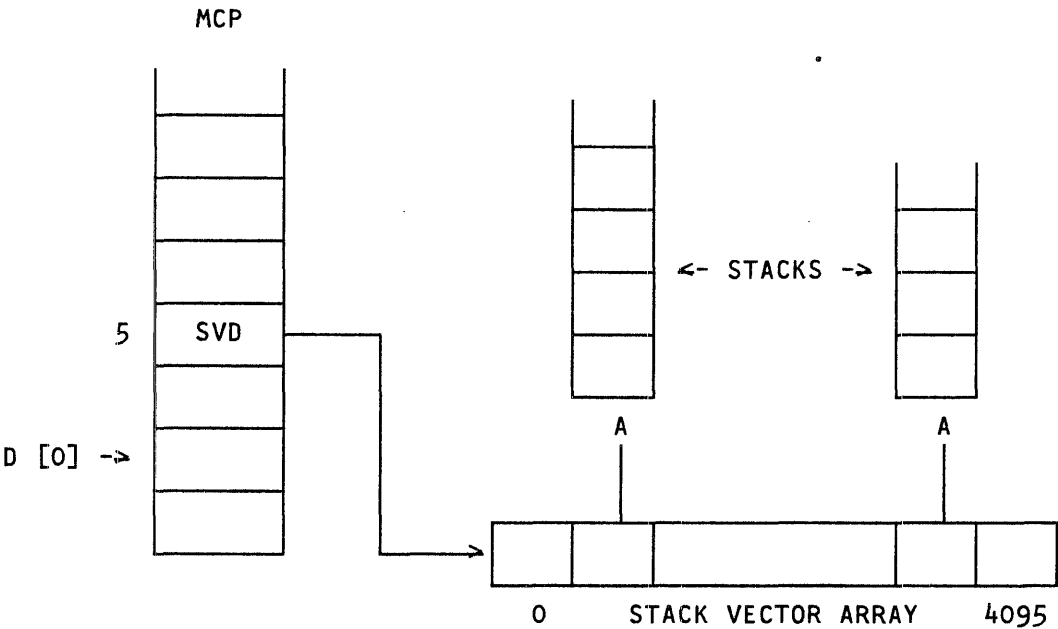 MCP
<- STACKS ->
5 SVD
A A
D [0] ->
0 STACK VECTOR ARRAY 4095